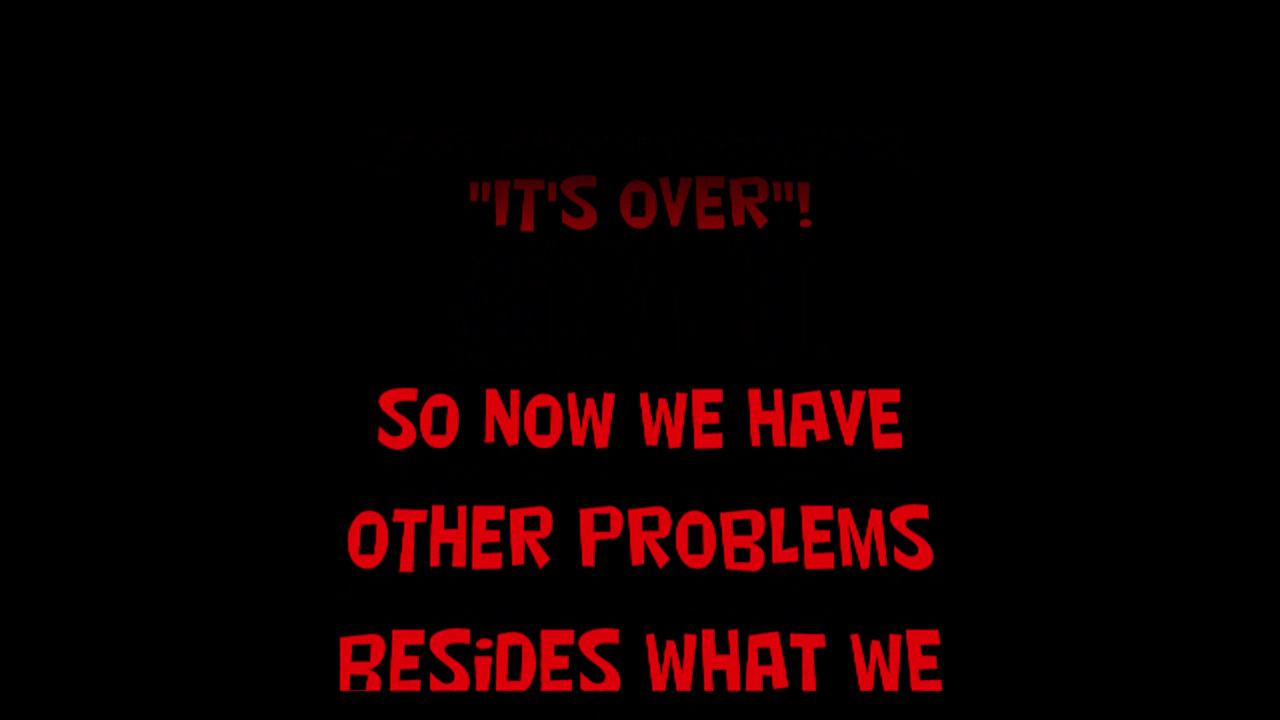 "IT'S OVER"!
SO NOW WE HAVE
OTHER PROBLEMS
BESIDES WHAT WE